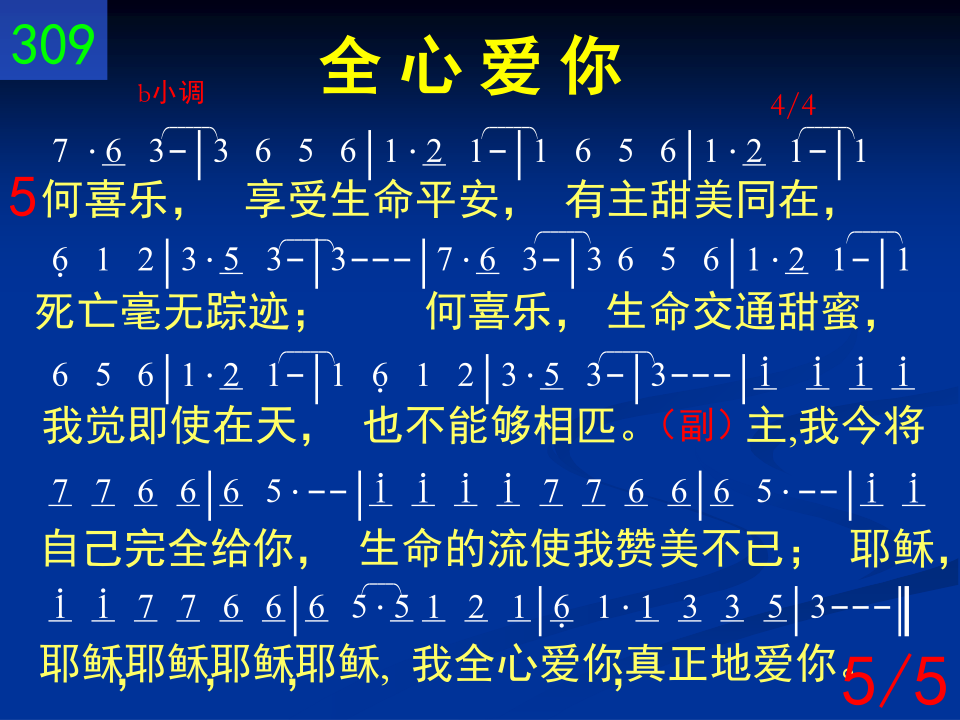 309
全心爱你
b小调
4/4
7 · 6 3-|3 6 5 6|1 · 2 1-|1 6 5 6|1 · 2 1-|1
5何喜乐， 享受生命平安， 有主甜美同在，
6̣ 1 2|3 · 5 3-|3---|7 · 6 3-|3 6 5 6|1 · 2 1-|1
死亡毫无踪迹； 何喜乐， 生命交通甜蜜，
6 5 6|1 · 2 1-|1 6̣ 1 2|3 · 5 3-|3---|i i i i
我觉即使在天， 也不能够相匹。（副）主,我今将
7 7 6 6|6 5 · --|i i i i 7 7 6 6|6 5 · --|i i
自己完全给你， 生命的流使我赞美不已； 耶稣，
i i 7 7 6 6|6 5 · 5 1 2 1|6̣ 1 · 1 3 3 5|3---‖
耶稣,耶稣,耶稣,耶稣, 我全心爱你,真正地爱你。
5/5